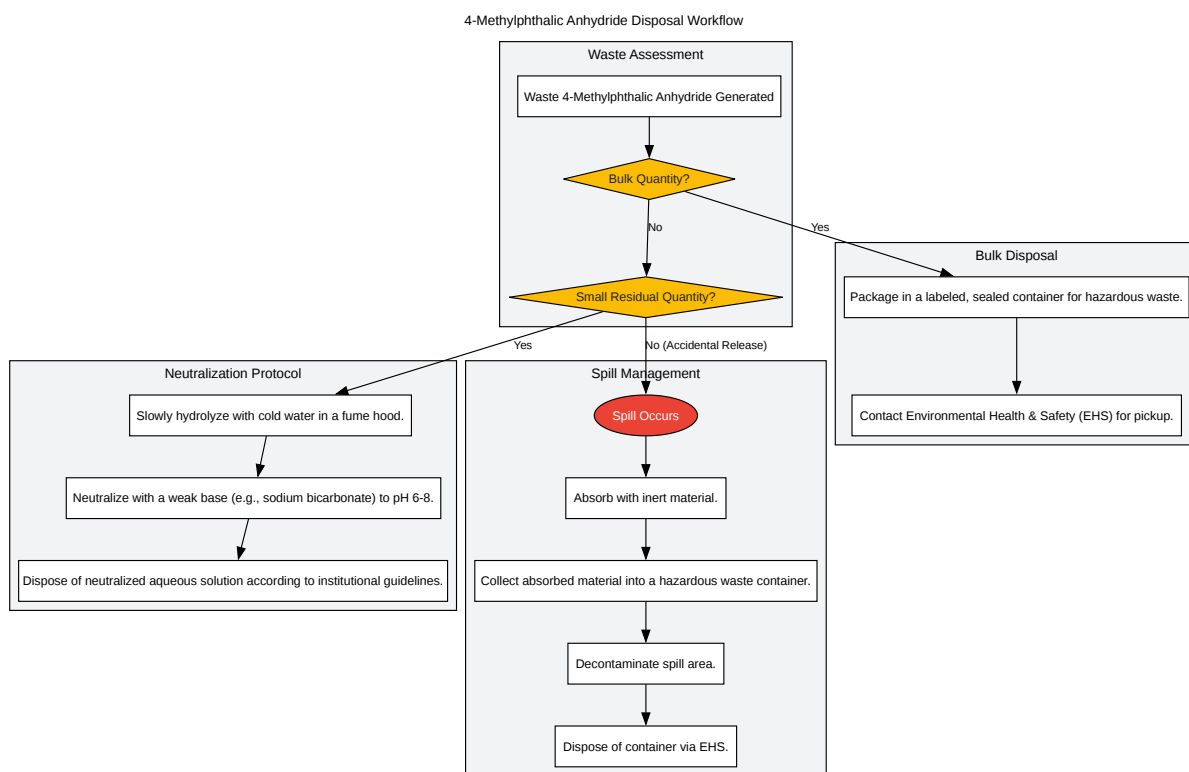 4-Methylphthalic Anhydride Disposal Workflow
Waste Assessment
Waste 4-Methylphthalic Anhydride Generated
Bulk Quantity?
No
Yes
Small Residual Quantity?
Bulk Disposal
Package in a labeled, sealed container for hazardous waste.
Contact Environmental Health & Safety (EHS) for pickup.
Yes
No (Accidental Release)
Neutralization Protocol
Slowly hydrolyze with cold water in a fume hood.
Neutralize with a weak base (e.g., sodium bicarbonate) to pH 6-8.
Dispose of neutralized aqueous solution according to institutional guidelines.
Spill Management
Spill Occurs
Absorb with inert material.
Collect absorbed material into a hazardous waste container.
Decontaminate spill area.
Dispose of container via EHS.